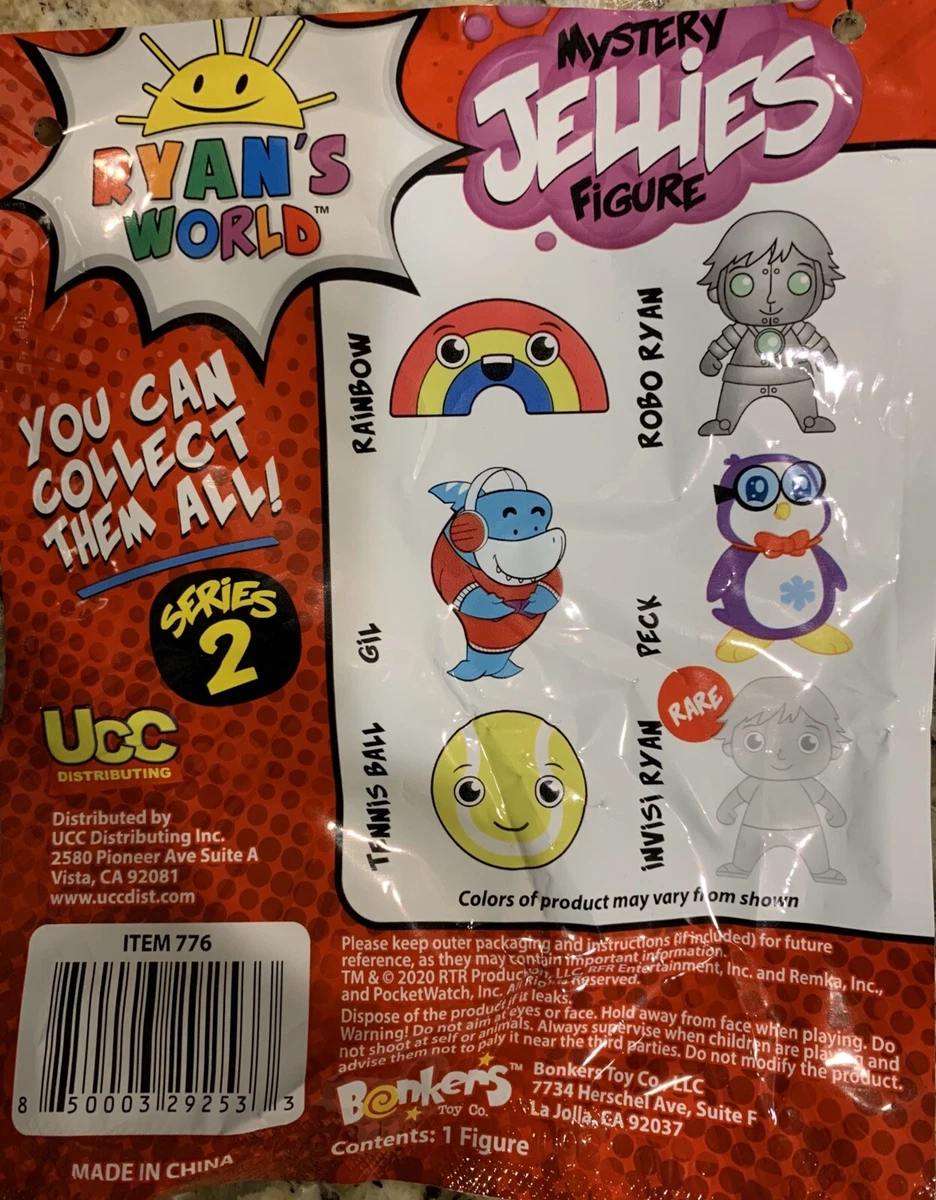 RYAN'S
WORLD™
MYSTERY
JELLiES
FiGURE
YOU CAN
COLLECT
THEM ALL!
SERiES
2
RAiNBOW
ROBO RYAN
GiL
PECK
TENNiS BALL
RARE
iNViSi RYAN
Colors of product may vary from shown
UCC
DISTRIBUTING
Distributed by
UCC Distributing Inc.
2580 Pioneer Ave Suite A
Vista, CA 92081
www.uccdist.com
ITEM 776
8 50003 29253 3
MADE IN CHINA
Please keep outer packaging and instructions (if included) for future
reference, as they may contain important information.
TM & © 2020 RTR Production, LLC, RFR Entertainment, Inc. and Remka, Inc.,
and PocketWatch, Inc. All Rights Reserved.
Dispose of the product if it leaks.
Warning! Do not aim at eyes or face. Hold away from face when playing. Do
not shoot at self or animals. Always supervise when children are playing and
advise them not to paly it near the third parties. Do not modify the product.
Bonkers™
Toy Co.
Bonkers Toy Co., LLC
7734 Herschel Ave, Suite F
La Jolla, CA 92037
Contents: 1 Figure